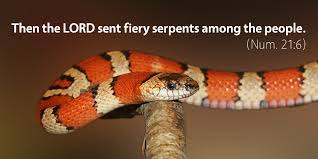 Then the LORD sent fiery serpents among the people.
(Num. 21:6)